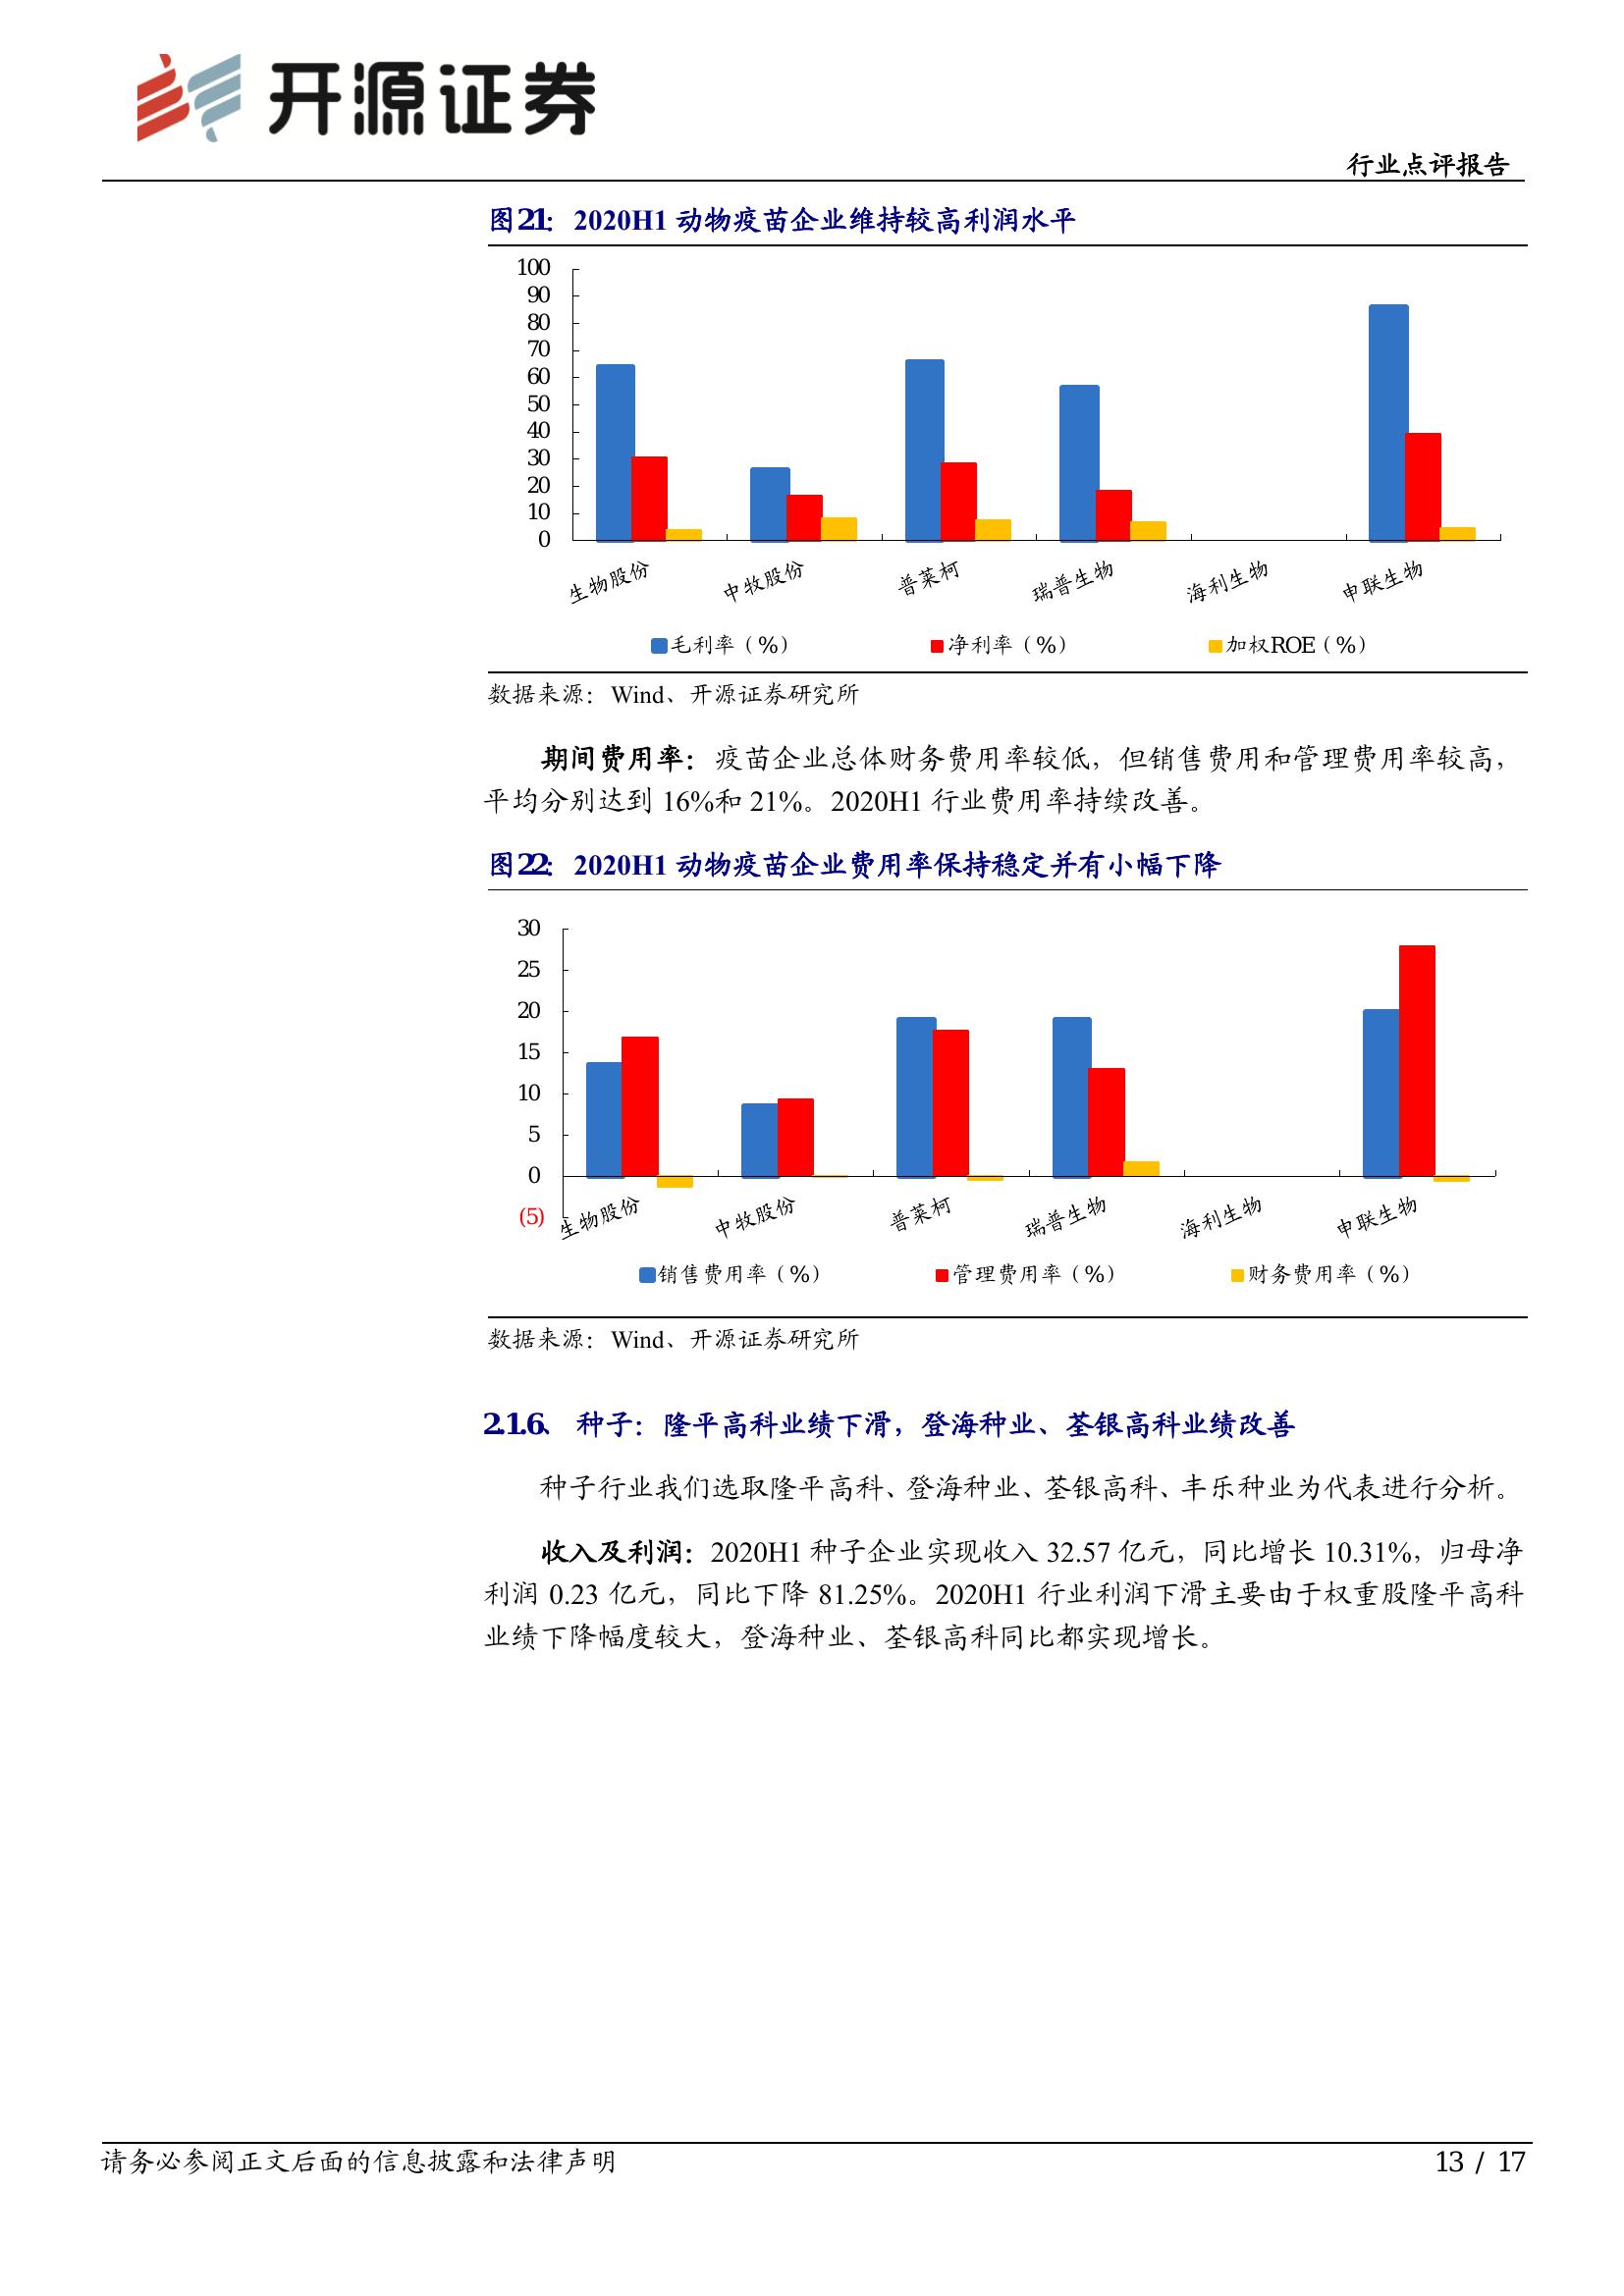 开源证券
行业点评报告
图21：2020H1 动物疫苗企业维持较高利润水平
100
90
80
70
60
50
40
30
20
10
0
生物股份 中牧股份 普莱柯 瑞普生物 海利生物 申联生物
毛利率（%） 净利率（%） 加权ROE（%）
数据来源：Wind、开源证券研究所
期间费用率：疫苗企业总体财务费用率较低，但销售费用和管理费用率较高，
平均分别达到 16%和 21%。2020H1 行业费用率持续改善。
图22：2020H1 动物疫苗企业费用率保持稳定并有小幅下降
30
25
20
15
10
5
0
(5)
生物股份 中牧股份 普莱柯 瑞普生物 海利生物 申联生物
销售费用率（%） 管理费用率（%） 财务费用率（%）
数据来源：Wind、开源证券研究所
2.1.6、 种子：隆平高科业绩下滑，登海种业、荃银高科业绩改善
种子行业我们选取隆平高科、登海种业、荃银高科、丰乐种业为代表进行分析。
收入及利润：2020H1 种子企业实现收入 32.57 亿元，同比增长 10.31%，归母净
利润 0.23 亿元，同比下降 81.25%。2020H1 行业利润下滑主要由于权重股隆平高科
业绩下降幅度较大，登海种业、荃银高科同比都实现增长。
请务必参阅正文后面的信息披露和法律声明
13 / 17